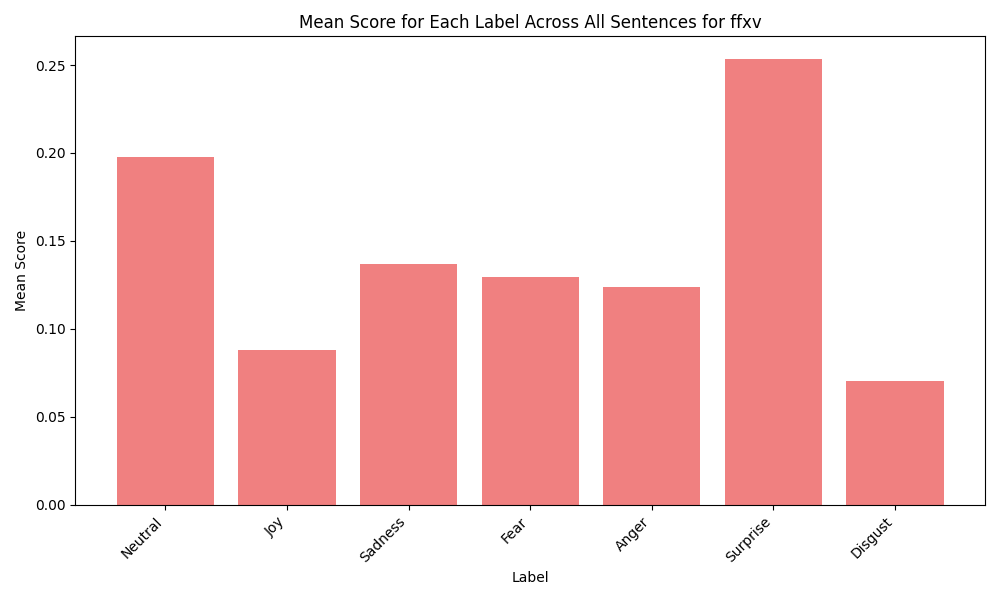 Mean Score for Each Label Across All Sentences for ffxv
0.25
0.20
0.15
0.10
0.05
0.00
Mean Score
Neutral
Joy
Sadness
Fear
Anger
Surprise
Disgust
Label